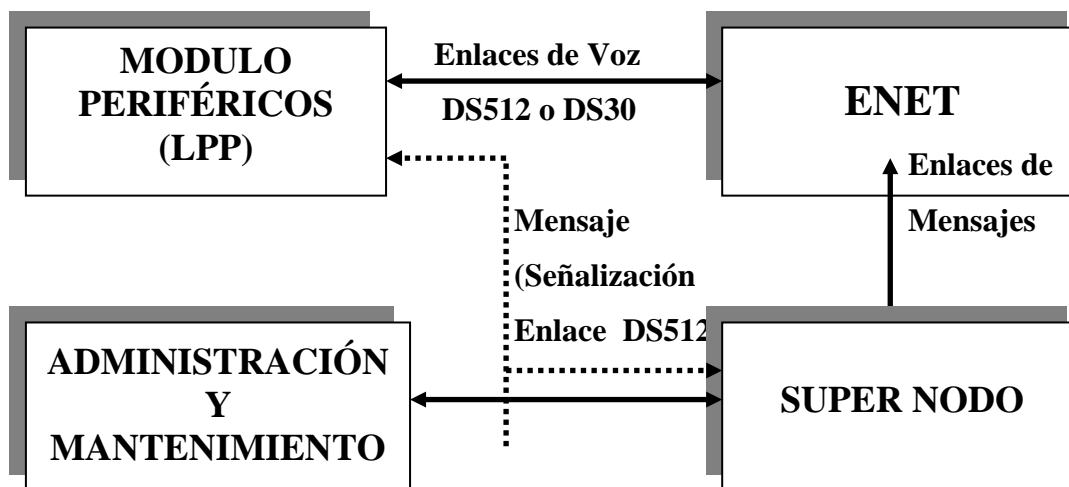 MODULO
PERIFÉRICOS
(LPP)
Enlaces de Voz
DS512 o DS30
ENET
Enlaces de
Mensajes
Mensaje
(Señalización
Enlace DS512
ADMINISTRACIÓN
Y
MANTENIMIENTO
SUPER NODO